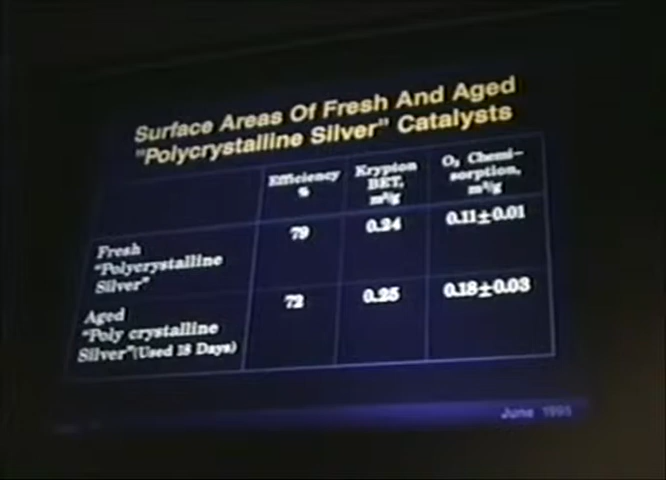 Surface Areas Of Fresh And Aged
"Polycrystalline Silver" Catalysts
Efficiency
%
Krypton
BET,
m²/g
O₂ Chemi-
sorption,
m²/g
Fresh
"Polycrystalline
Silver"
79
0.24
0.11±0.01
Aged
"Poly crystalline
Silver"(Used 18 Days)
72
0.25
0.18±0.03
June